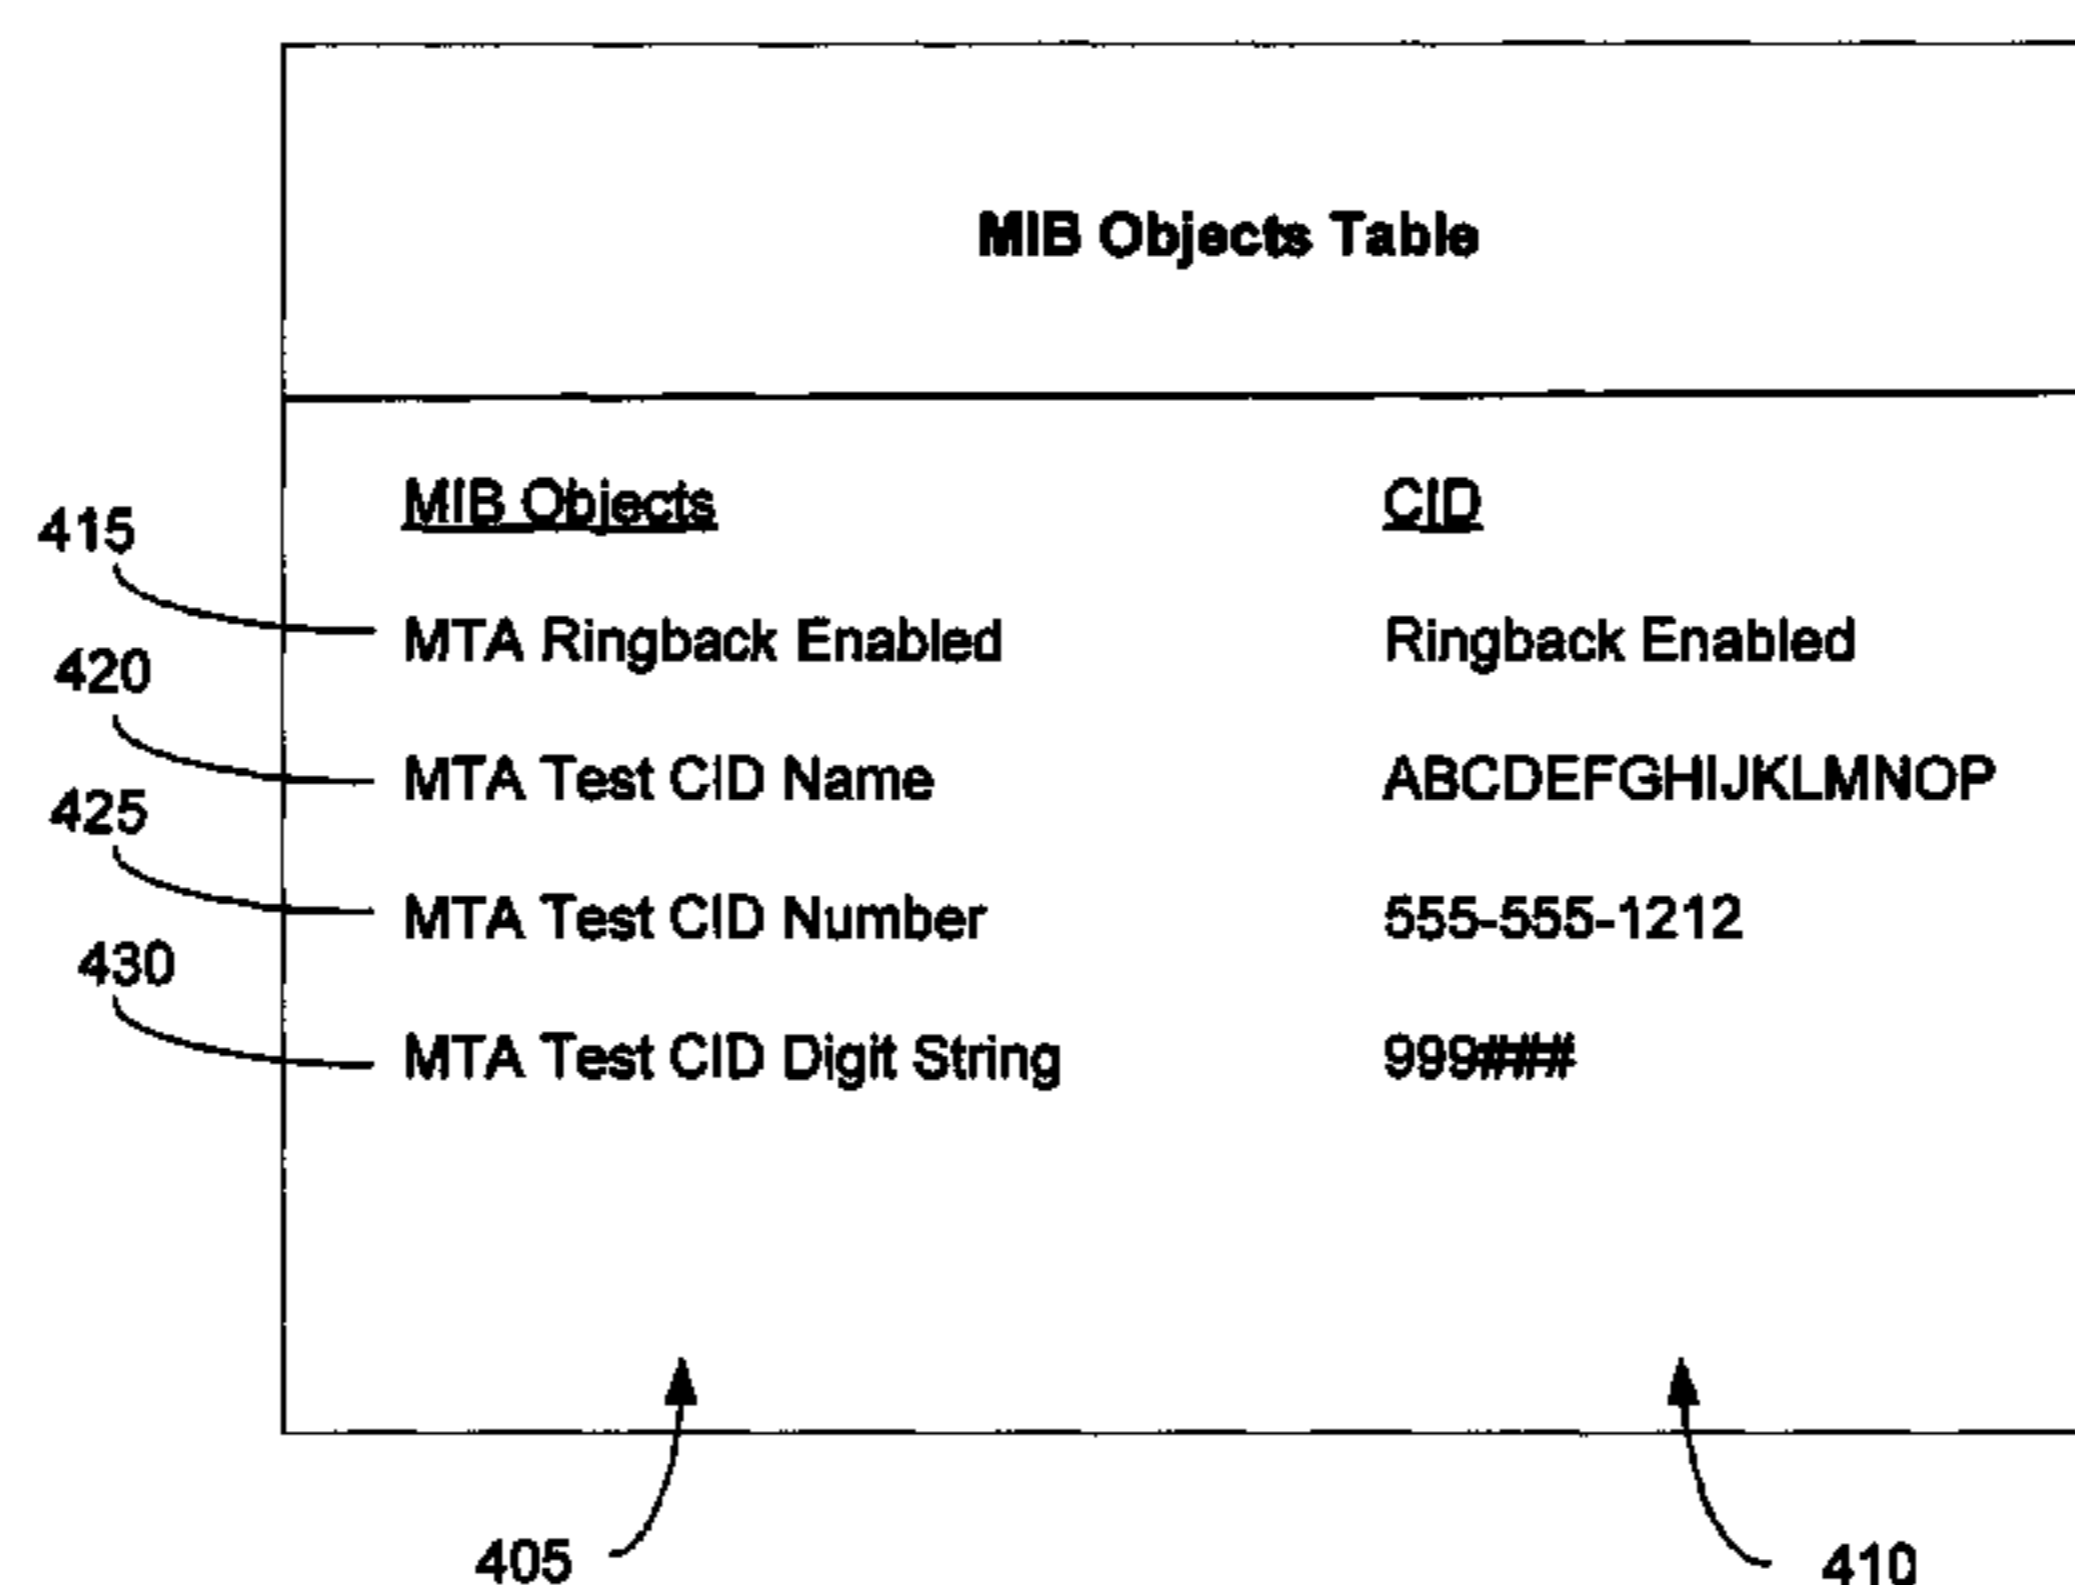 MIB Objects Table
MIB Objects CID
415
MTA Ringback Enabled Ringback Enabled
420
MTA Test CID Name ABCDEFGHIJKLMNOP
425
MTA Test CID Number 555-555-1212
430
MTA Test CID Digit String 999###
405 410